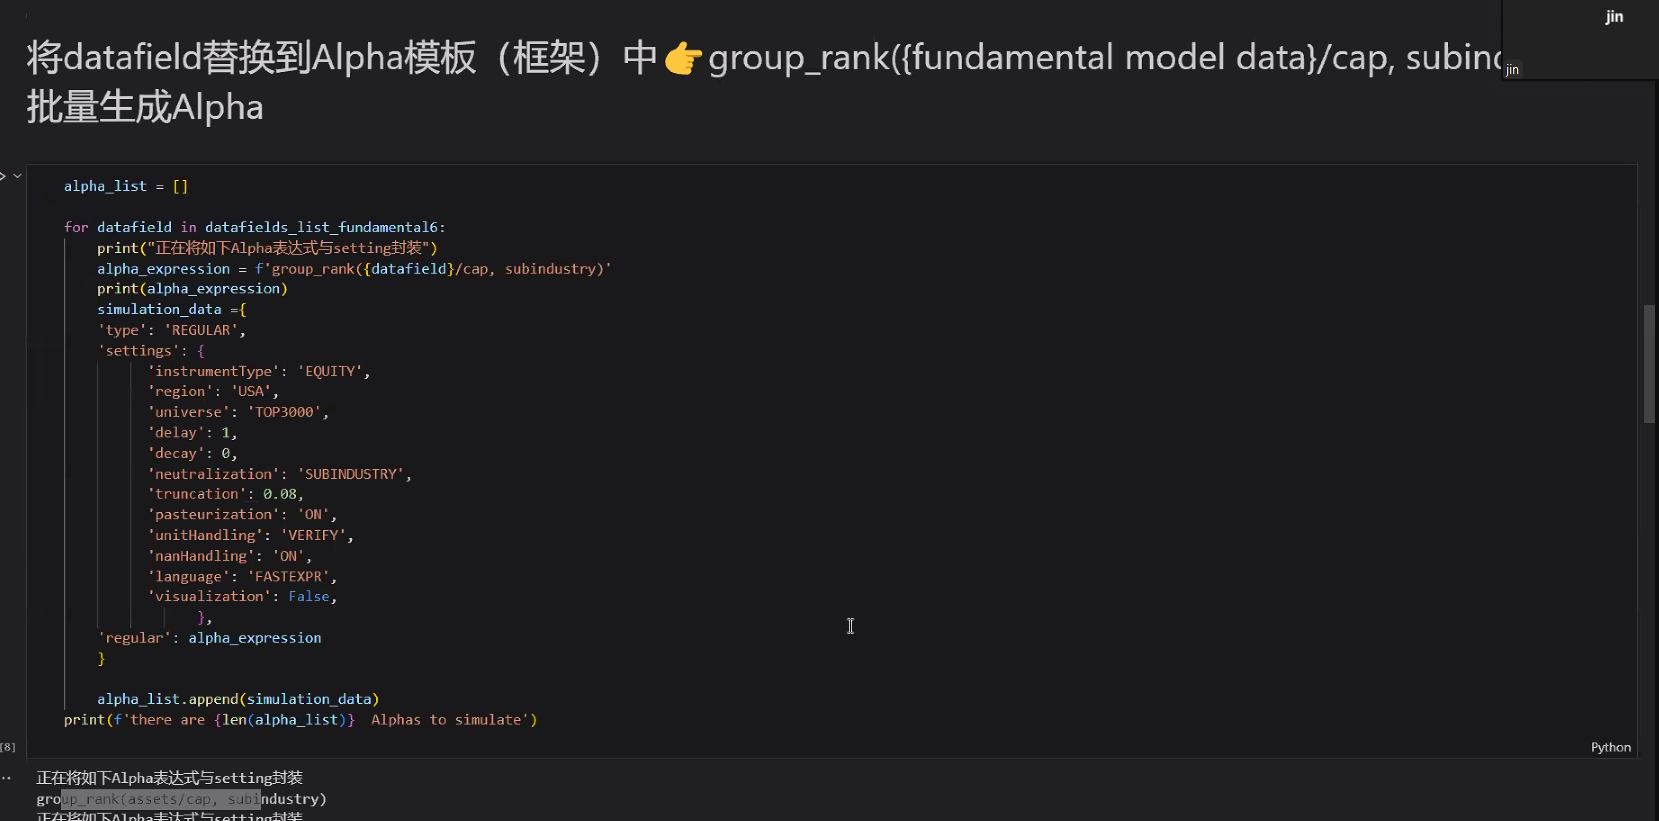 jin
将datafield替换到Alpha模板（框架）中👉group_rank({fundamental model data}/cap, subind
jin
批量生成Alpha
alpha_list = []
for datafield in datafields_list_fundamental6:
print("正在将如下Alpha表达式与setting封装")
alpha_expression = f'group_rank({datafield}/cap, subindustry)'
print(alpha_expression)
simulation_data ={
'type': 'REGULAR',
'settings': {
'instrumentType': 'EQUITY',
'region': 'USA',
'universe': 'TOP3000',
'delay': 1,
'decay': 0,
'neutralization': 'SUBINDUSTRY',
'truncation': 0.08,
'pasteurization': 'ON',
'unitHandling': 'VERIFY',
'nanHandling': 'ON',
'language': 'FASTEXPR',
'visualization': False,
},
'regular': alpha_expression
}
alpha_list.append(simulation_data)
print(f'there are {len(alpha_list)}  Alphas to simulate')
[8]
Python
正在将如下Alpha表达式与setting封装
group_rank(assets/cap, subindustry)
正在将如下Alpha表达式与setting封装